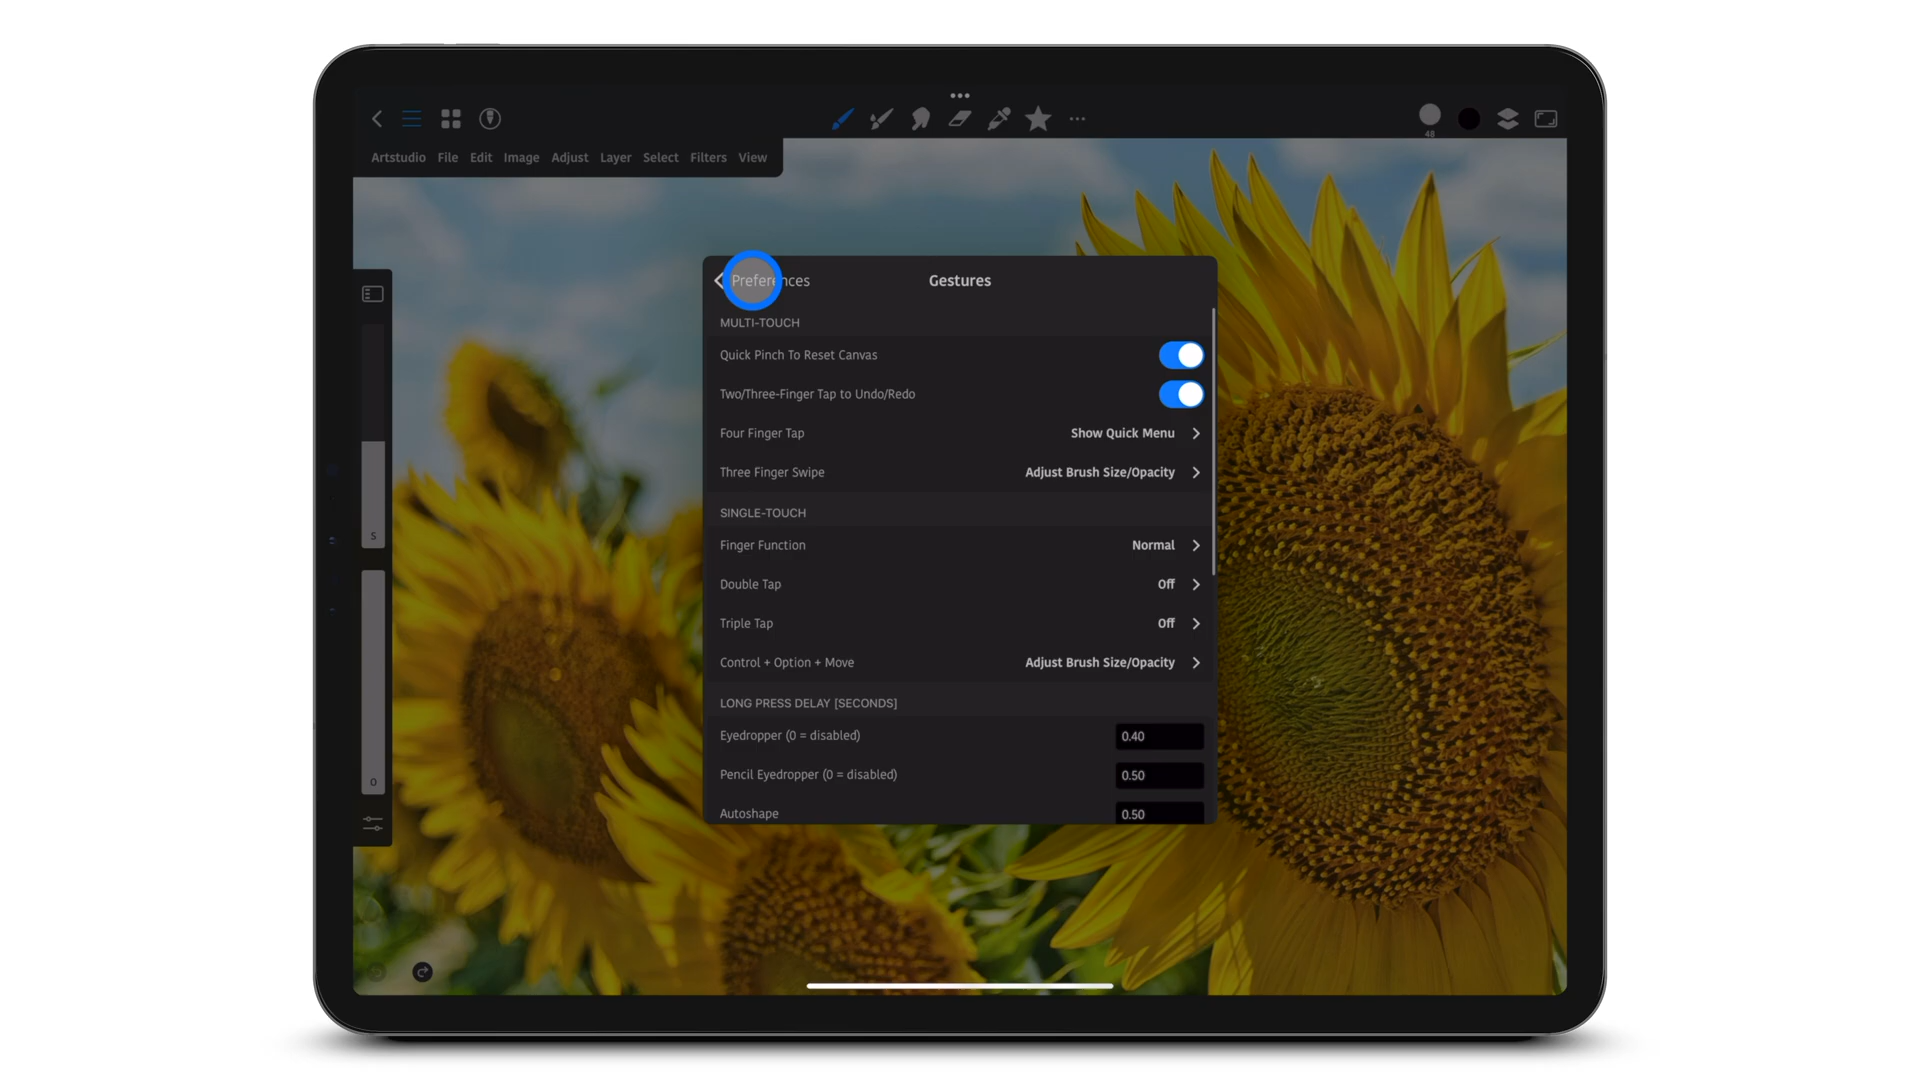 48
Artstudio File Edit Image Adjust Layer Select Filters View
Preferences Gestures
MULTI-TOUCH
Quick Pinch To Reset Canvas
Two/Three-Finger Tap to Undo/Redo
Four Finger Tap Show Quick Menu
Three Finger Swipe Adjust Brush Size/Opacity
SINGLE-TOUCH
Finger Function Normal
S
Double Tap Off
Triple Tap Off
Control + Option + Move Adjust Brush Size/Opacity
LONG PRESS DELAY [SECONDS]
Eyedropper (0 = disabled) 0.40
Pencil Eyedropper (0 = disabled) 0.50
O
Autoshape 0.50